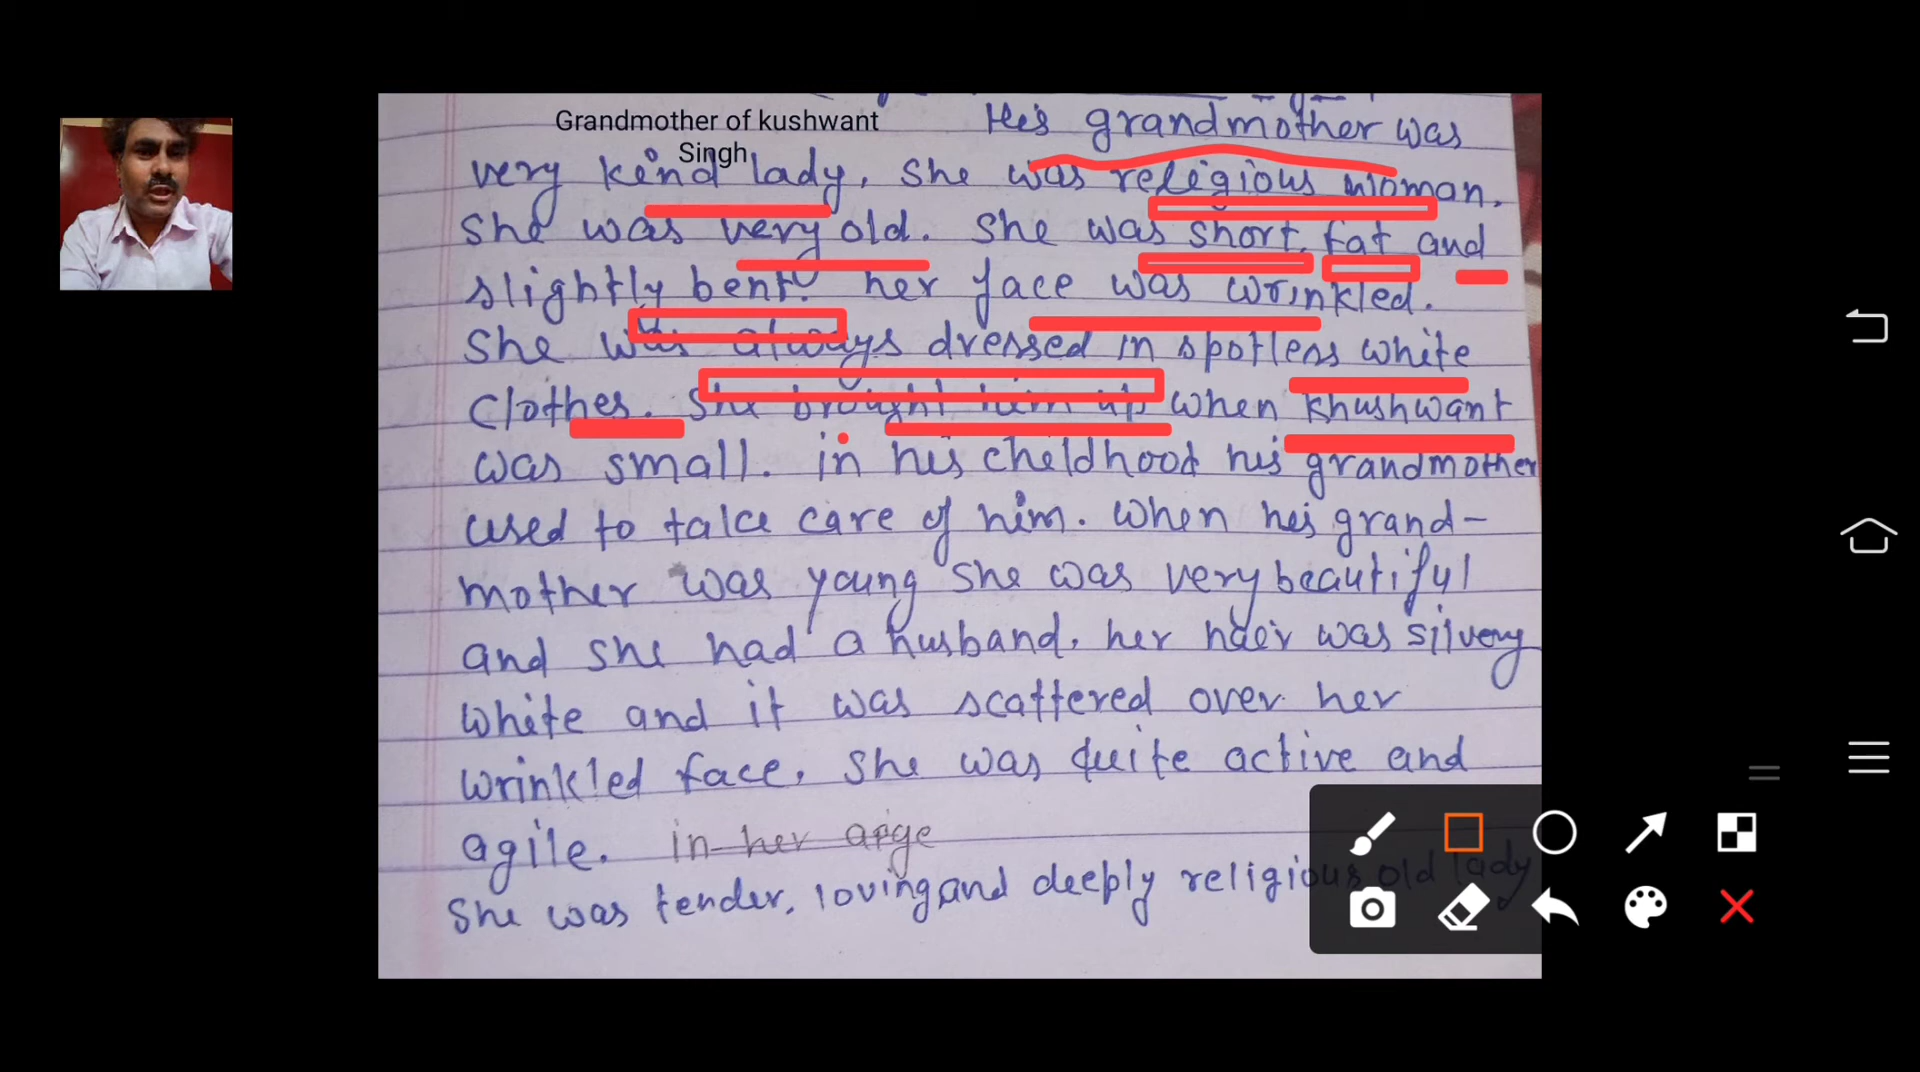 Grandmother of kushwant
Singh
His grandmother was
very kind lady. She was religious woman.
She was very old. She was short, fat and
slightly bent. her face was wrinkled.
She was always dressed in spotless white
Clothes. She brought him up when khushwant
was small. in his cheldhood his grandmother
used to take care of him. When his grand-
mother was young she was very beautiful
and she had a husband. her haeir was silvery
white and it was scattered over her
wrinkled face. She was quite active and
agile. in her arge
She was tender, loving and deeply religious old lady